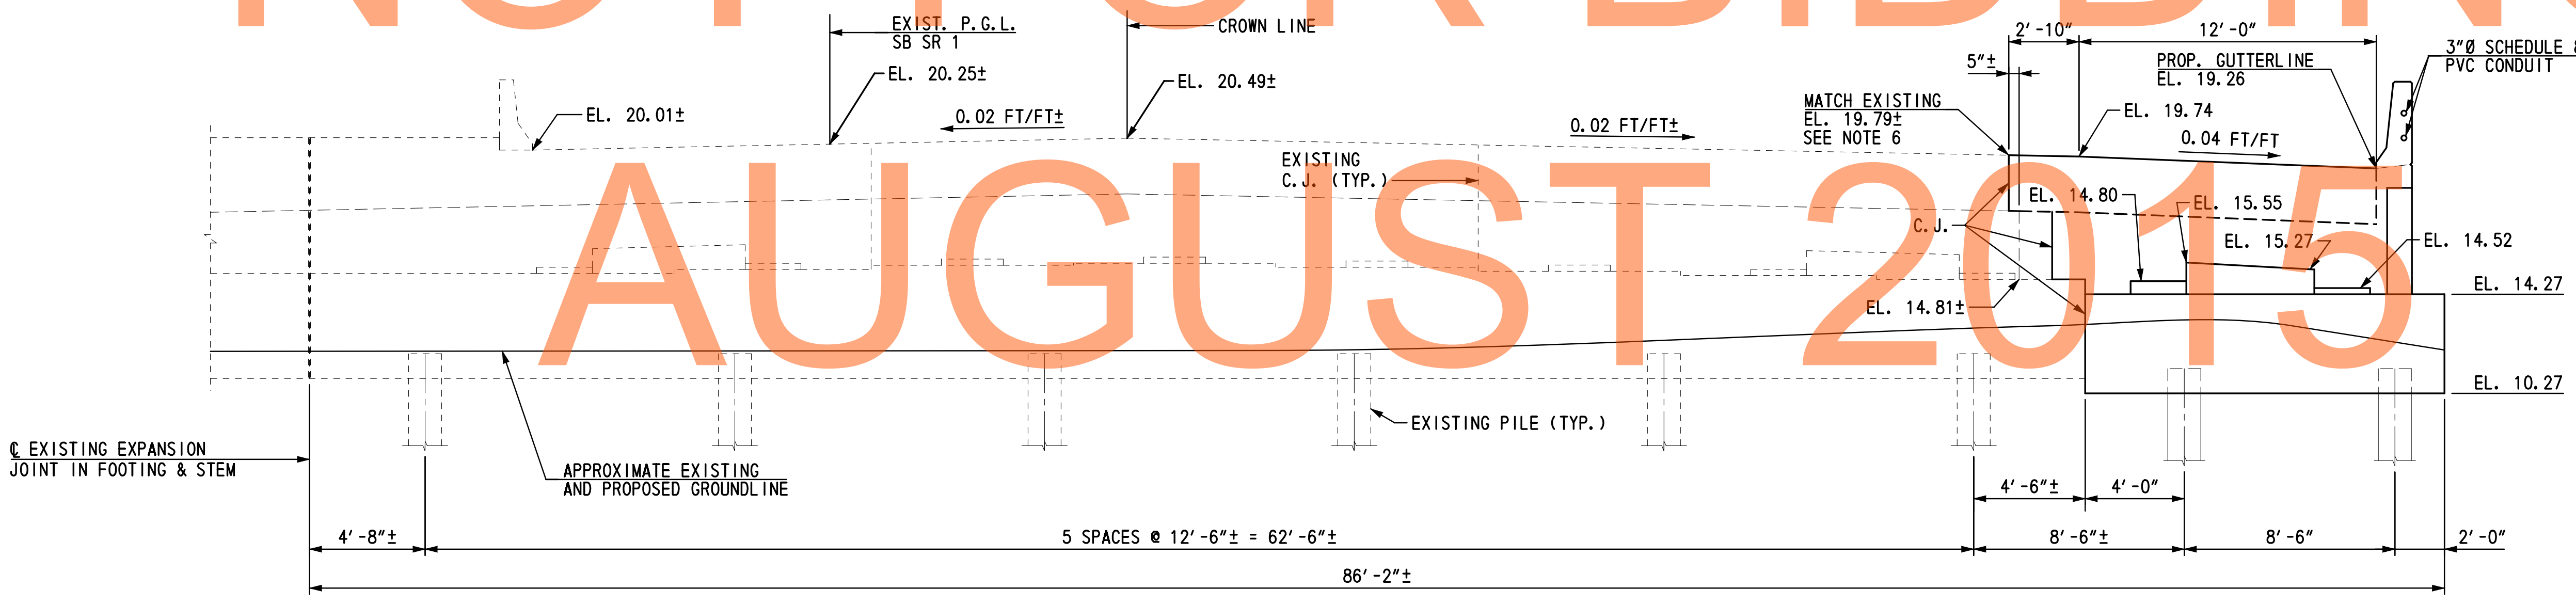 NOT FOR BIDDING
EXIST. P.G.L.
SB SR 1
CROWN LINE
2'-10"
12'-0"
3"Ø SCHEDULE
PVC CONDUIT
5"±
PROP. GUTTERLINE
EL. 19.26
EL. 20.25±
EL. 20.49±
EL. 20.01±
0.02 FT/FT±
0.02 FT/FT±
MATCH EXISTING
EL. 19.79±
SEE NOTE 6
EL. 19.74
0.04 FT/FT
EXISTING
C.J. (TYP.)
AUGUST 2015
EL. 14.80
EL. 15.55
C.J.
EL. 15.27
EL. 14.52
EL. 14.27
EL. 14.81±
EL. 10.27
EXISTING PILE (TYP.)
℄ EXISTING EXPANSION
JOINT IN FOOTING & STEM
APPROXIMATE EXISTING
AND PROPOSED GROUNDLINE
4'-6"±
4'-0"
4'-8"±
5 SPACES @ 12'-6"± = 62'-6"±
8'-6"±
8'-6"
2'-0"
86'-2"±